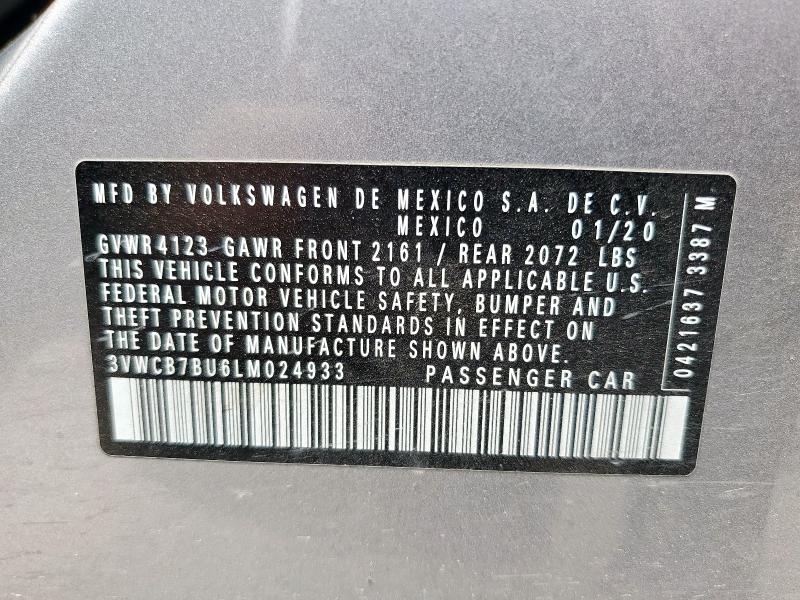 MFD BY VOLKSWAGEN DE MEXICO S.A. DE C.V.
MEXICO 01/20
GVWR 4123 GAWR FRONT 2161 / REAR 2072 LBS
THIS VEHICLE CONFORMS TO ALL APPLICABLE U.S.
FEDERAL MOTOR VEHICLE SAFETY, BUMPER AND
THEFT PREVENTION STANDARDS IN EFFECT ON
THE DATE OF MANUFACTURE SHOWN ABOVE.
3VWCB7BU6LM024933 PASSENGER CAR
0421637 3387 M